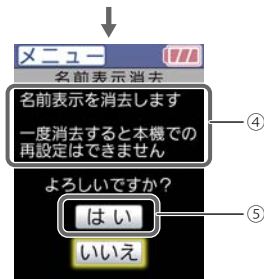 メニュー
名前表示消去
名前表示を消去します
一度消去すると本機での
再設定はできません
④
よろしいですか?
はい
⑤
いいえ